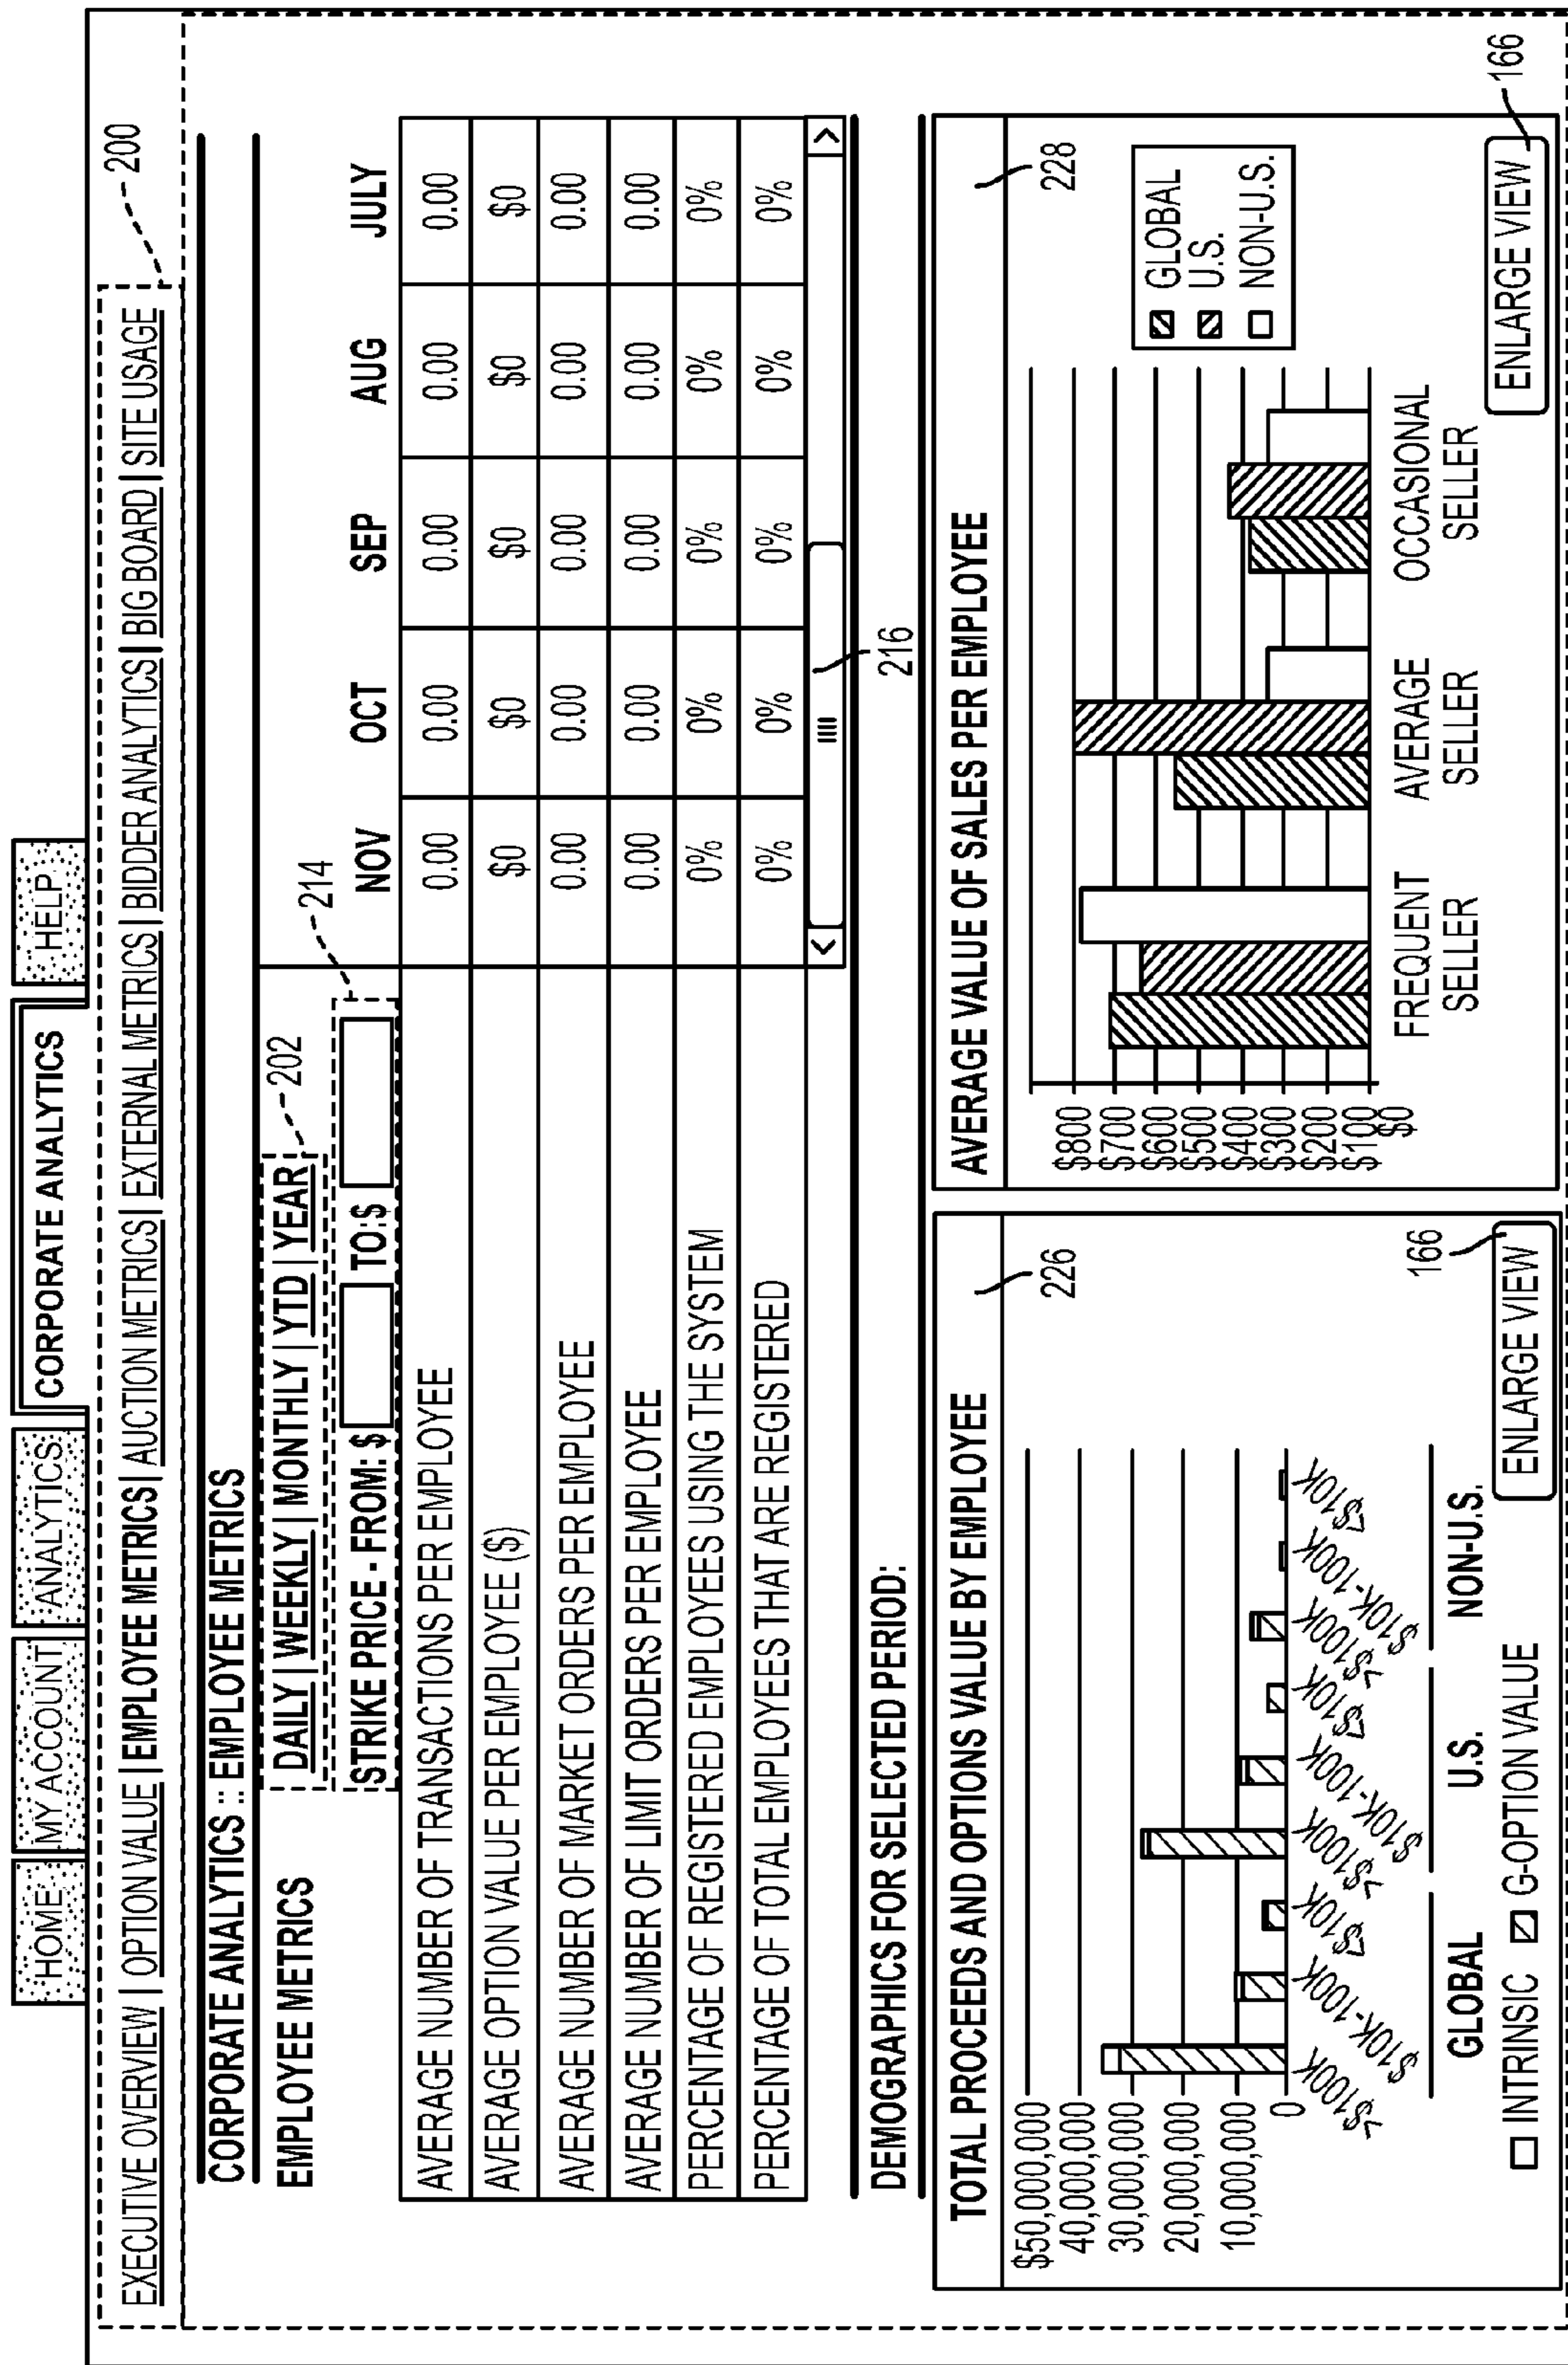 HOME MY ACCOUNT ANALYTICS CORPORATE ANALYTICS HELP
EXECUTIVE OVERVIEW | OPTION VALUE | EMPLOYEE METRICS | AUCTION METRICS | EXTERNAL METRICS | BIDDER ANALYTICS | BIG BOARD | SITE USAGE
200
CORPORATE ANALYTICS :: EMPLOYEE METRICS
EMPLOYEE METRICS
DAILY | WEEKLY | MONTHLY | YTD | YEAR
202
STRIKE PRICE - FROM: $ TO:$
214
NOV OCT SEP AUG JULY
AVERAGE NUMBER OF TRANSACTIONS PER EMPLOYEE 0.00 0.00 0.00 0.00 0.00
AVERAGE OPTION VALUE PER EMPLOYEE ($) $0 $0 $0 $0 $0
AVERAGE NUMBER OF MARKET ORDERS PER EMPLOYEE 0.00 0.00 0.00 0.00 0.00
AVERAGE NUMBER OF LIMIT ORDERS PER EMPLOYEE 0.00 0.00 0.00 0.00 0.00
PERCENTAGE OF REGISTERED EMPLOYEES USING THE SYSTEM 0% 0% 0% 0% 0%
PERCENTAGE OF TOTAL EMPLOYEES THAT ARE REGISTERED 0% 0% 0% 0% 0%
< >
216
DEMOGRAPHICS FOR SELECTED PERIOD:
TOTAL PROCEEDS AND OPTIONS VALUE BY EMPLOYEE
226
$50,000,000
40,000,000
30,000,000
20,000,000
10,000,000
0
<$100K $10K-100K >$10K <$100K $10K-100K >$10K <$100K $10K-100K >$10K
GLOBAL U.S. NON-U.S.
INTRINSIC G-OPTION VALUE
166
ENLARGE VIEW
AVERAGE VALUE OF SALES PER EMPLOYEE
228
$800
$700
$600
$500
$400
$300
$200
$100
$0
GLOBAL
U.S.
NON-U.S.
FREQUENT SELLER
AVERAGE SELLER
OCCASIONAL SELLER
ENLARGE VIEW
166